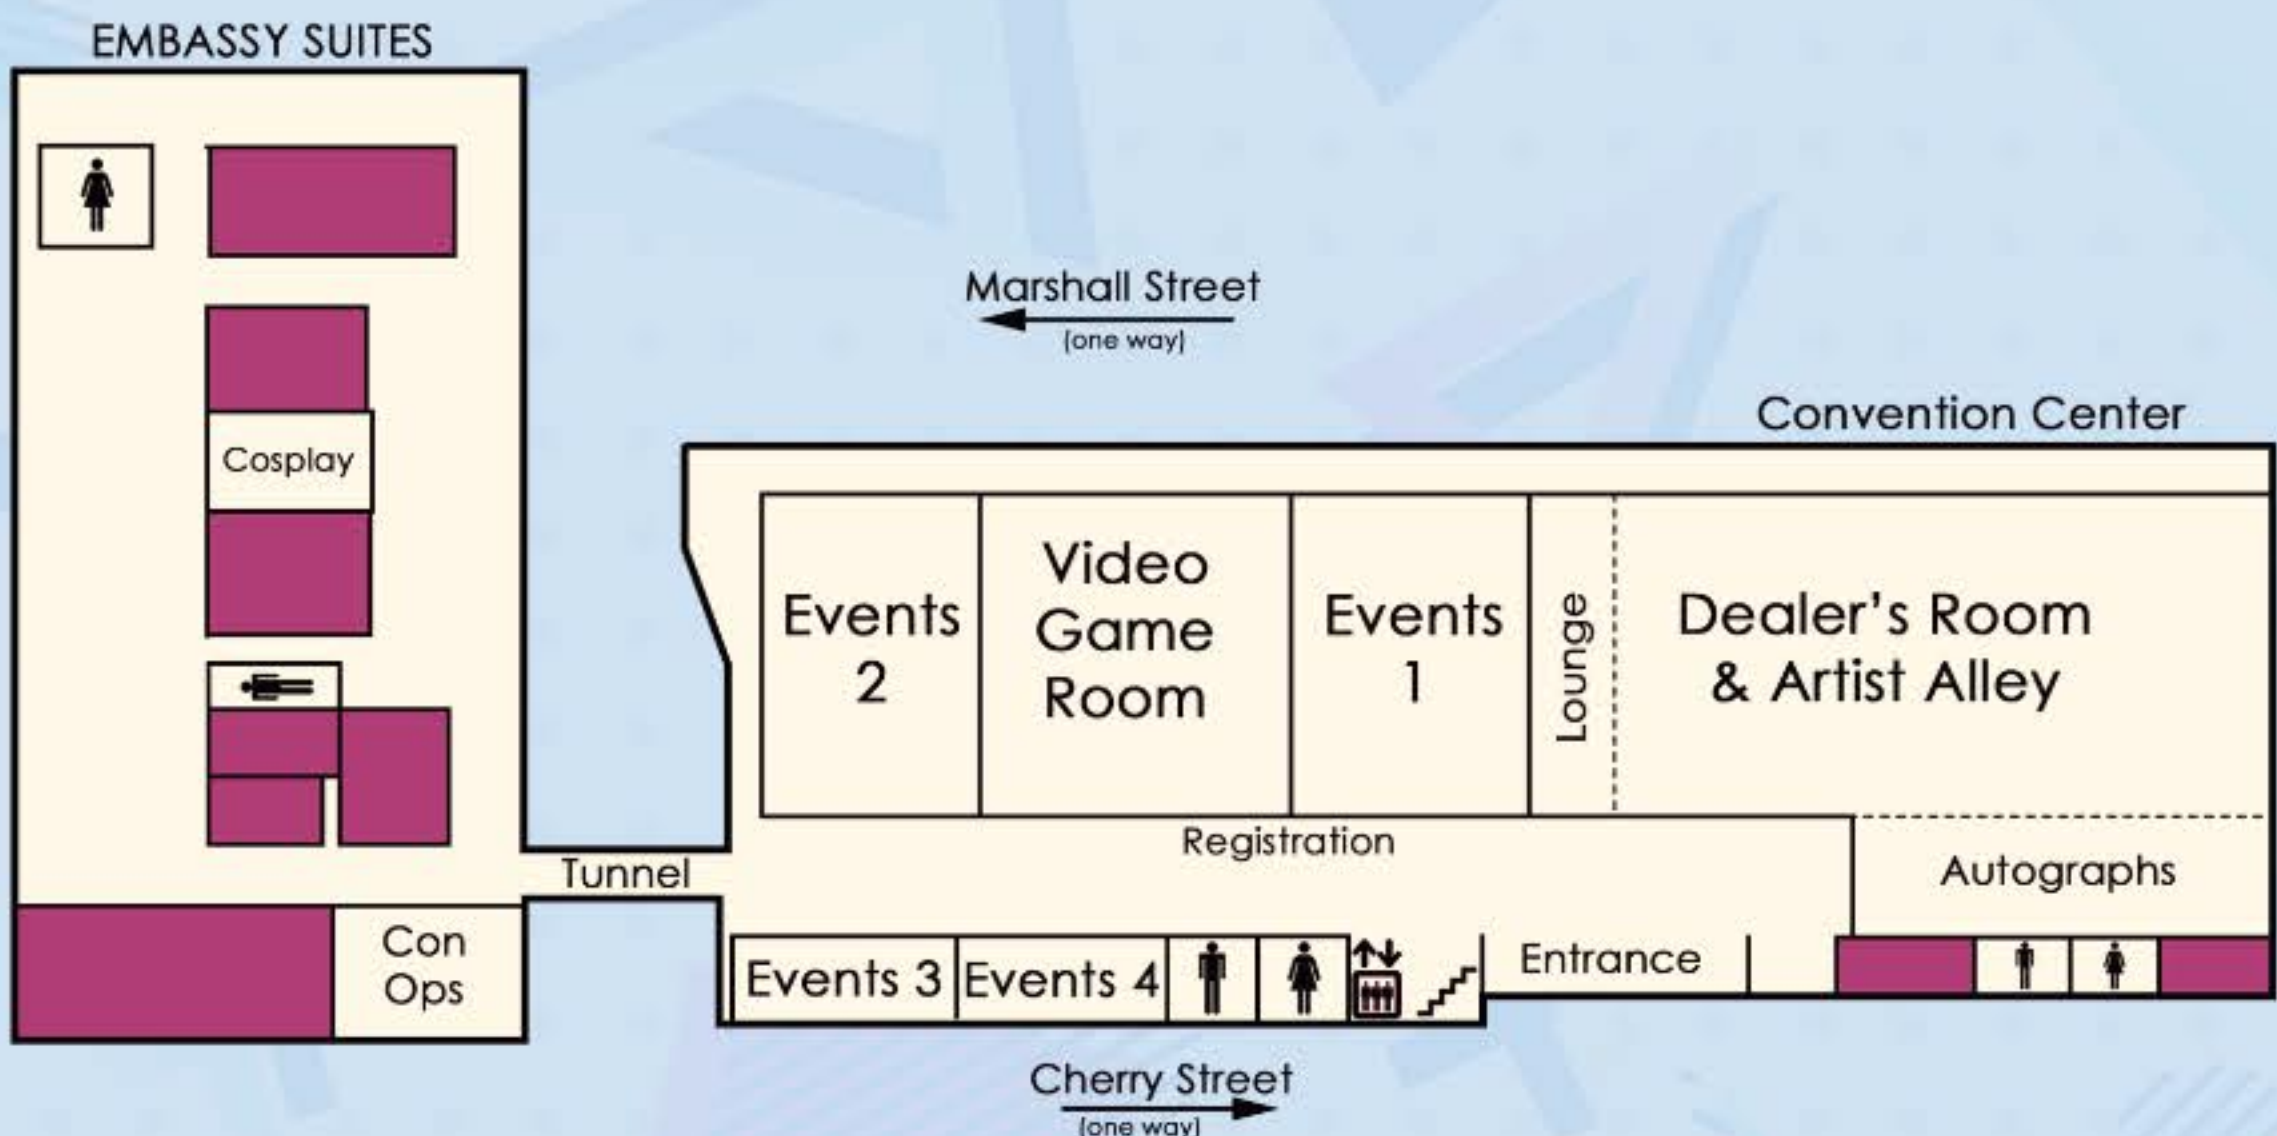 EMBASSY SUITES
Cosplay
Con
Ops
Tunnel
Marshall Street
(one way)
Convention Center
Events
2
Video
Game
Room
Events
1
Lounge
Dealer's Room
& Artist Alley
Registration
Autographs
Events 3
Events 4
Entrance
Cherry Street
(one way)